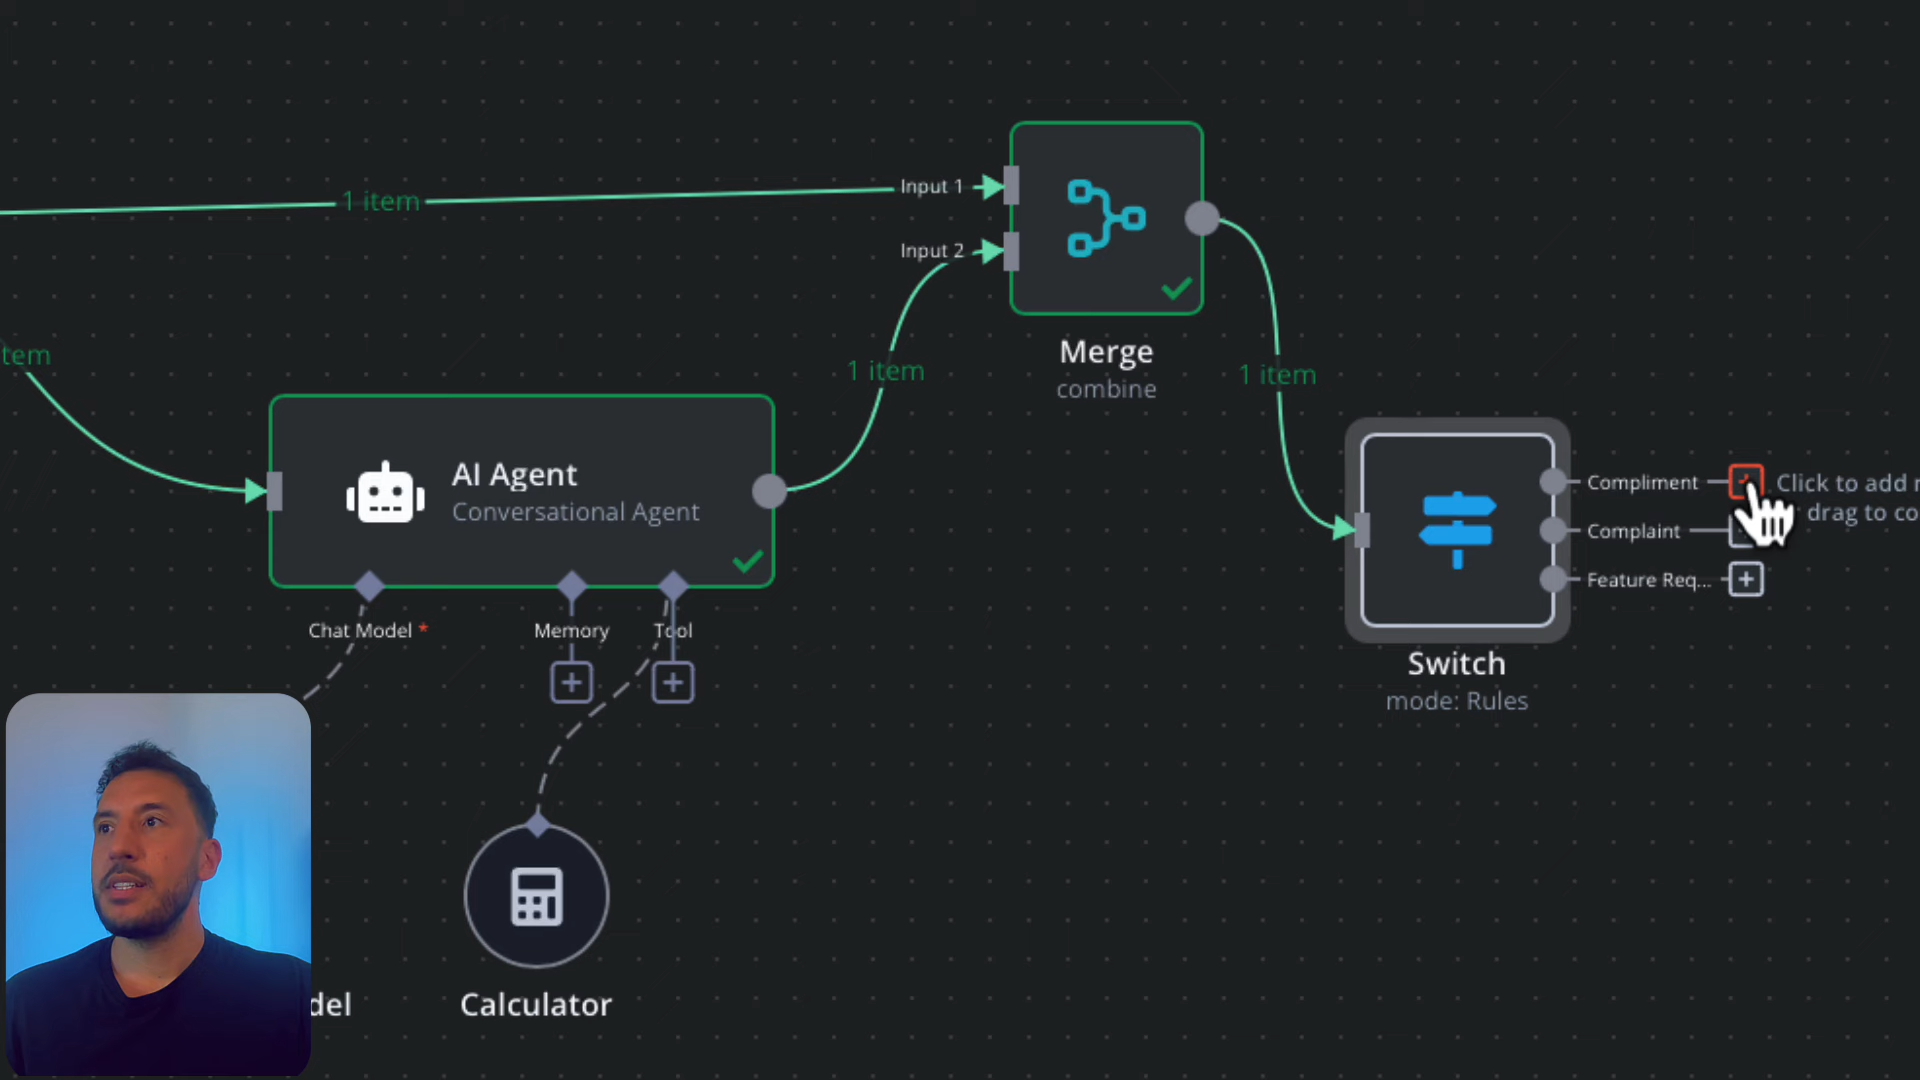 Input 1
1 item
Input 2
tem
Merge
combine
1 item
1 item
AI Agent
Conversational Agent
Compliment
Click to add
drag to co
Complaint
Feature Req...
Chat Model *
Memory
Tool
Switch
mode: Rules
del
Calculator